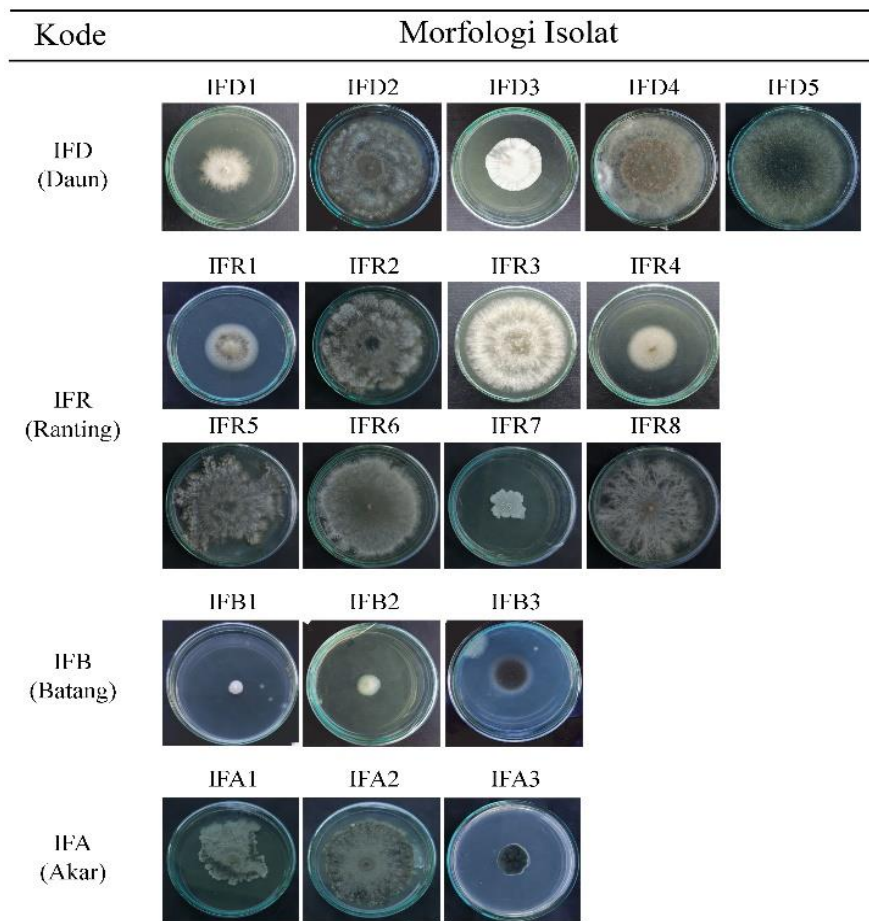 Kode Morfologi Isolat
IFD1 IFD2 IFD3 IFD4 IFD5
IFD
(Daun)
IFR1 IFR2 IFR3 IFR4
IFR
(Ranting)
IFR5 IFR6 IFR7 IFR8
IFB1 IFB2 IFB3
IFB
(Batang)
IFA1 IFA2 IFA3
IFA
(Akar)